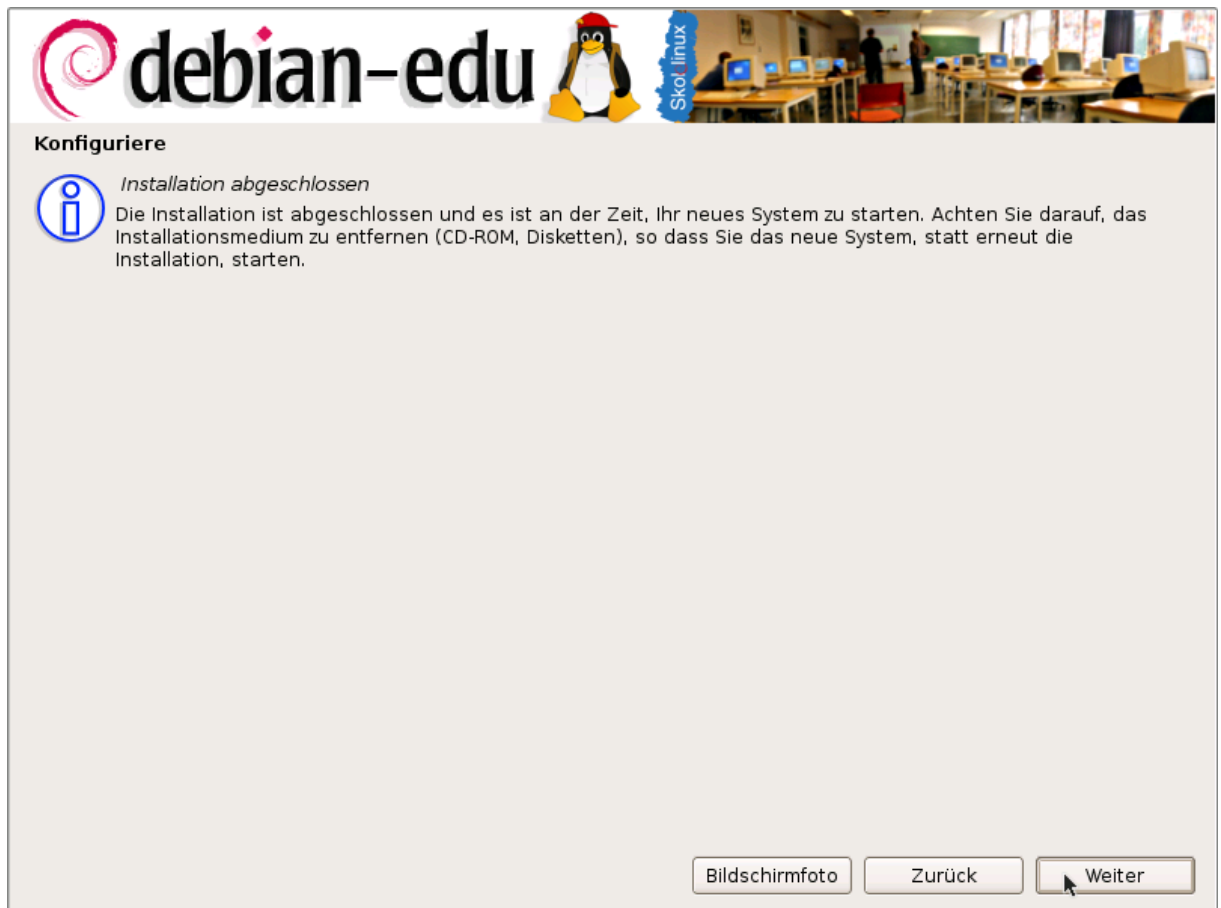 debian-edu
Skolelinux
Konfiguriere
Installation abgeschlossen
Die Installation ist abgeschlossen und es ist an der Zeit, Ihr neues System zu starten. Achten Sie darauf, das
Installationsmedium zu entfernen (CD-ROM, Disketten), so dass Sie das neue System, statt erneut die
Installation, starten.
Bildschirmfoto
Zurück
Weiter